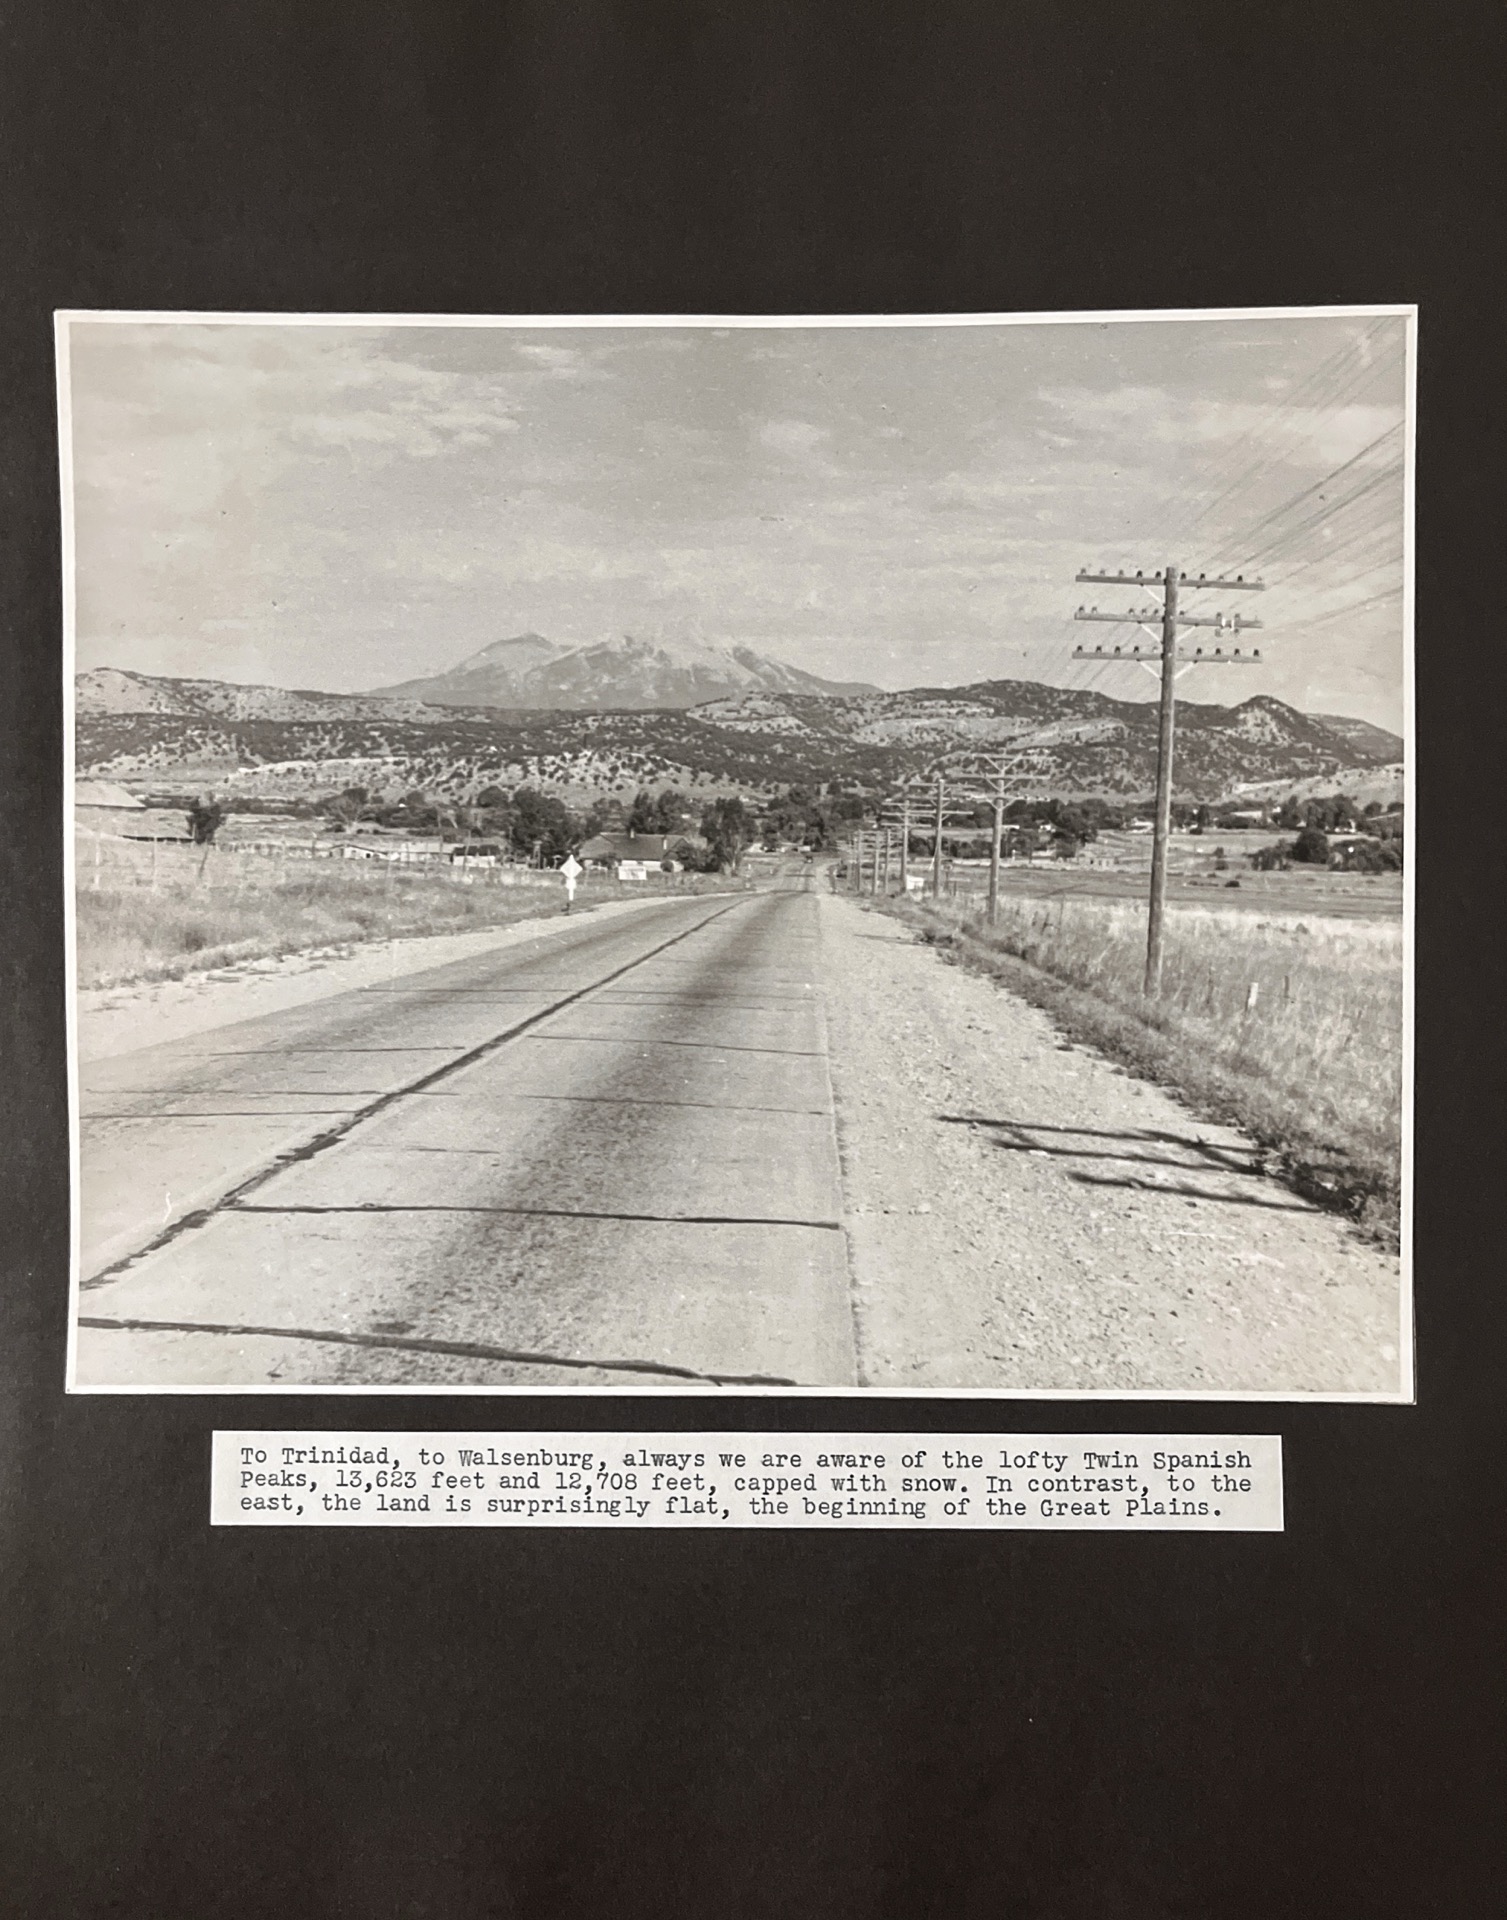 To Trinidad, to Walsenburg, always we are aware of the lofty Twin Spanish
Peaks, 13,623 feet and 12,708 feet, capped with snow. In contrast, to the
east, the land is surprisingly flat, the beginning of the Great Plains.